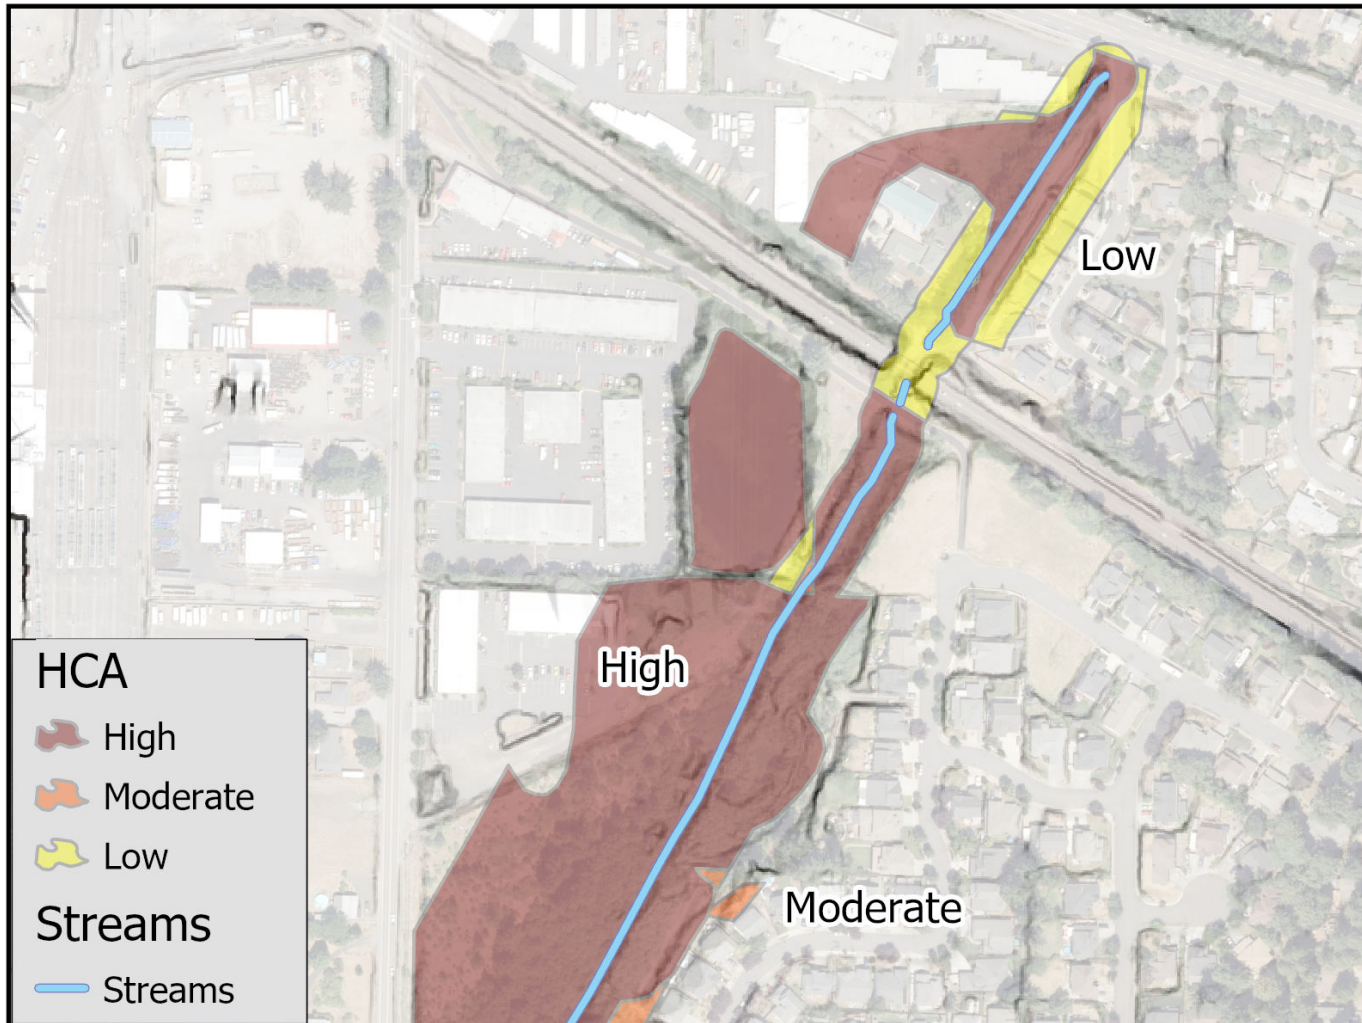 Low
High
Moderate
HCA
High
Moderate
Low
Streams
Streams